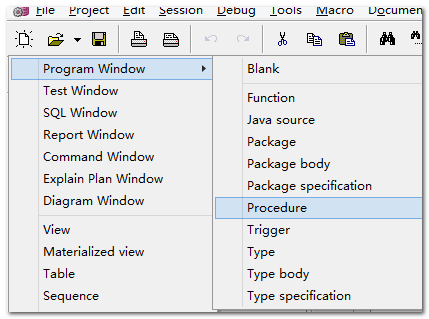 File Project Edit Session Debug Tools Macro Documen
Program Window
Test Window
SQL Window
Report Window
Command Window
Explain Plan Window
Diagram Window
View
Materialized view
Table
Sequence
Blank
Function
Java source
Package
Package body
Package specification
Procedure
Trigger
Type
Type body
Type specification